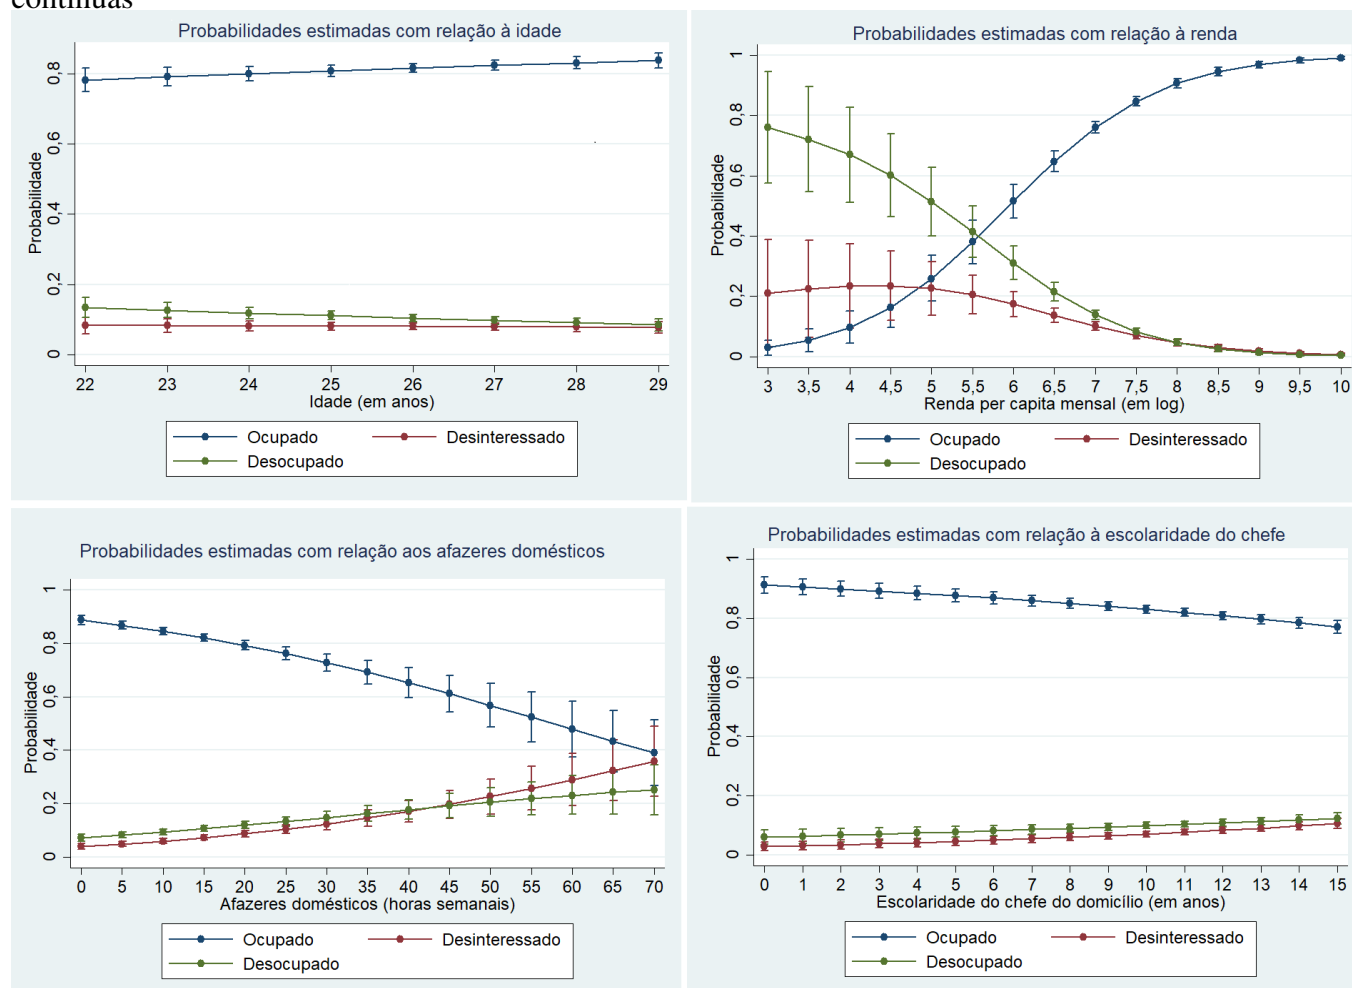 contínuas
Probabilidades estimadas com relação à idade
Probabilidade
0,8
0,6
0,4
0,2
0
22 23 24 25 26 27 28 29
Idade (em anos)
Ocupado Desinteressado
Desocupado
Probabilidades estimadas com relação à renda
Probabilidade
1
0,8
0,6
0,4
0,2
0
3 3,5 4 4,5 5 5,5 6 6,5 7 7,5 8 8,5 9 9,5 10
Renda per capita mensal (em log)
Ocupado Desinteressado
Desocupado
Probabilidades estimadas com relação aos afazeres domésticos
Probabilidade
1
0,8
0,6
0,4
0,2
0
0 5 10 15 20 25 30 35 40 45 50 55 60 65 70
Afazeres domésticos (horas semanais)
Ocupado Desinteressado
Desocupado
Probabilidades estimadas com relação à escolaridade do chefe
Probabilidade
1
0,8
0,6
0,4
0,2
0
0 1 2 3 4 5 6 7 8 9 10 11 12 13 14 15
Escolaridade do chefe do domicílio (em anos)
Ocupado Desinteressado
Desocupado